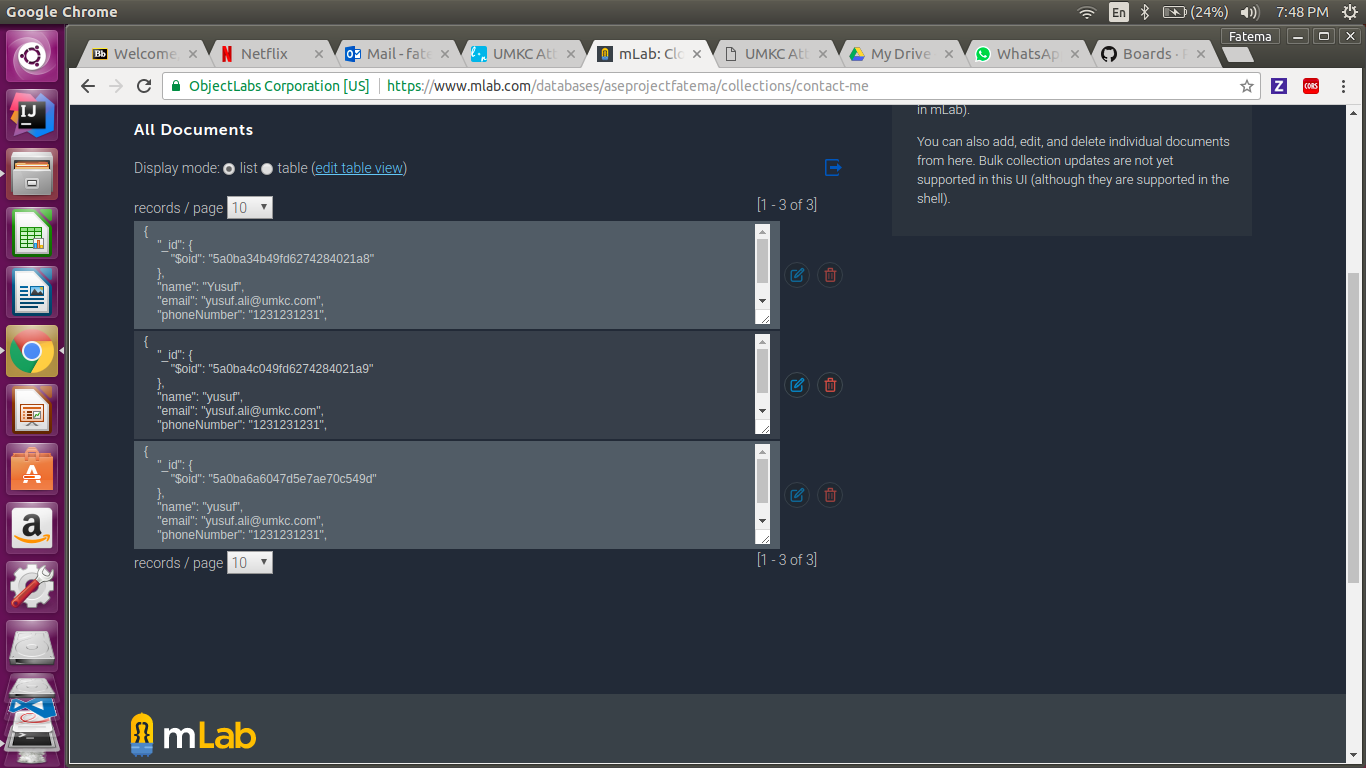 Google Chrome
En
(24%)
7:48 PM
Fatema
Bb Welcome
N Netflix
Mail - fate
UMKC Att
mLab: Clo
UMKC Att
My Drive
WhatsAp
Boards -
ObjectLabs Corporation [US]
https://www.mlab.com/databases/aseprojectfatema/collections/contact-me
Z
CORS
in mLab).
You can also add, edit, and delete individual documents
from here. Bulk collection updates are not yet
supported in this UI (although they are supported in the
shell).
All Documents
Display mode: list table (edit table view)
records / page 10
[1 - 3 of 3]
{
"_id": {
"$oid": "5a0ba34b49fd6274284021a8"
},
"name": "Yusuf",
"email": "yusuf.ali@umkc.com",
"phoneNumber": "1231231231",
{
"_id": {
"$oid": "5a0ba4c049fd6274284021a9"
},
"name": "yusuf",
"email": "yusuf.ali@umkc.com",
"phoneNumber": "1231231231",
{
"_id": {
"$oid": "5a0ba6a6047d5e7ae70c549d"
},
"name": "yusuf",
"email": "yusuf.ali@umkc.com",
"phoneNumber": "1231231231",
records / page 10
[1 - 3 of 3]
mLab